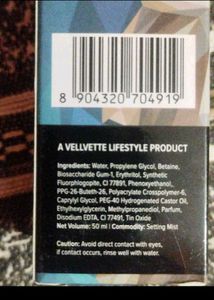 8 904320 704919
A VELLVETTE LIFESTYLE PRODUCT
Ingredients: Water, Propylene Glycol, Betaine,
Biosaccharide Gum-1, Erythritol, Synthetic
Fluorphlogopite, CI 77891, Phenoxyethanol,
PPG-26-Buteth-26, Polyacrylate Crosspolymer-6,
Caprylyl Glycol, PEG-40 Hydrogenated Castor Oil,
Ethylhexylglycerin, Methylpropanediol, Parfum,
Disodium EDTA, CI 77491, Tin Oxide
Net Volume: 50 ml | Commodity: Setting Mist
Caution: Avoid direct contact with eyes,
if contact occurs, rinse well with water.